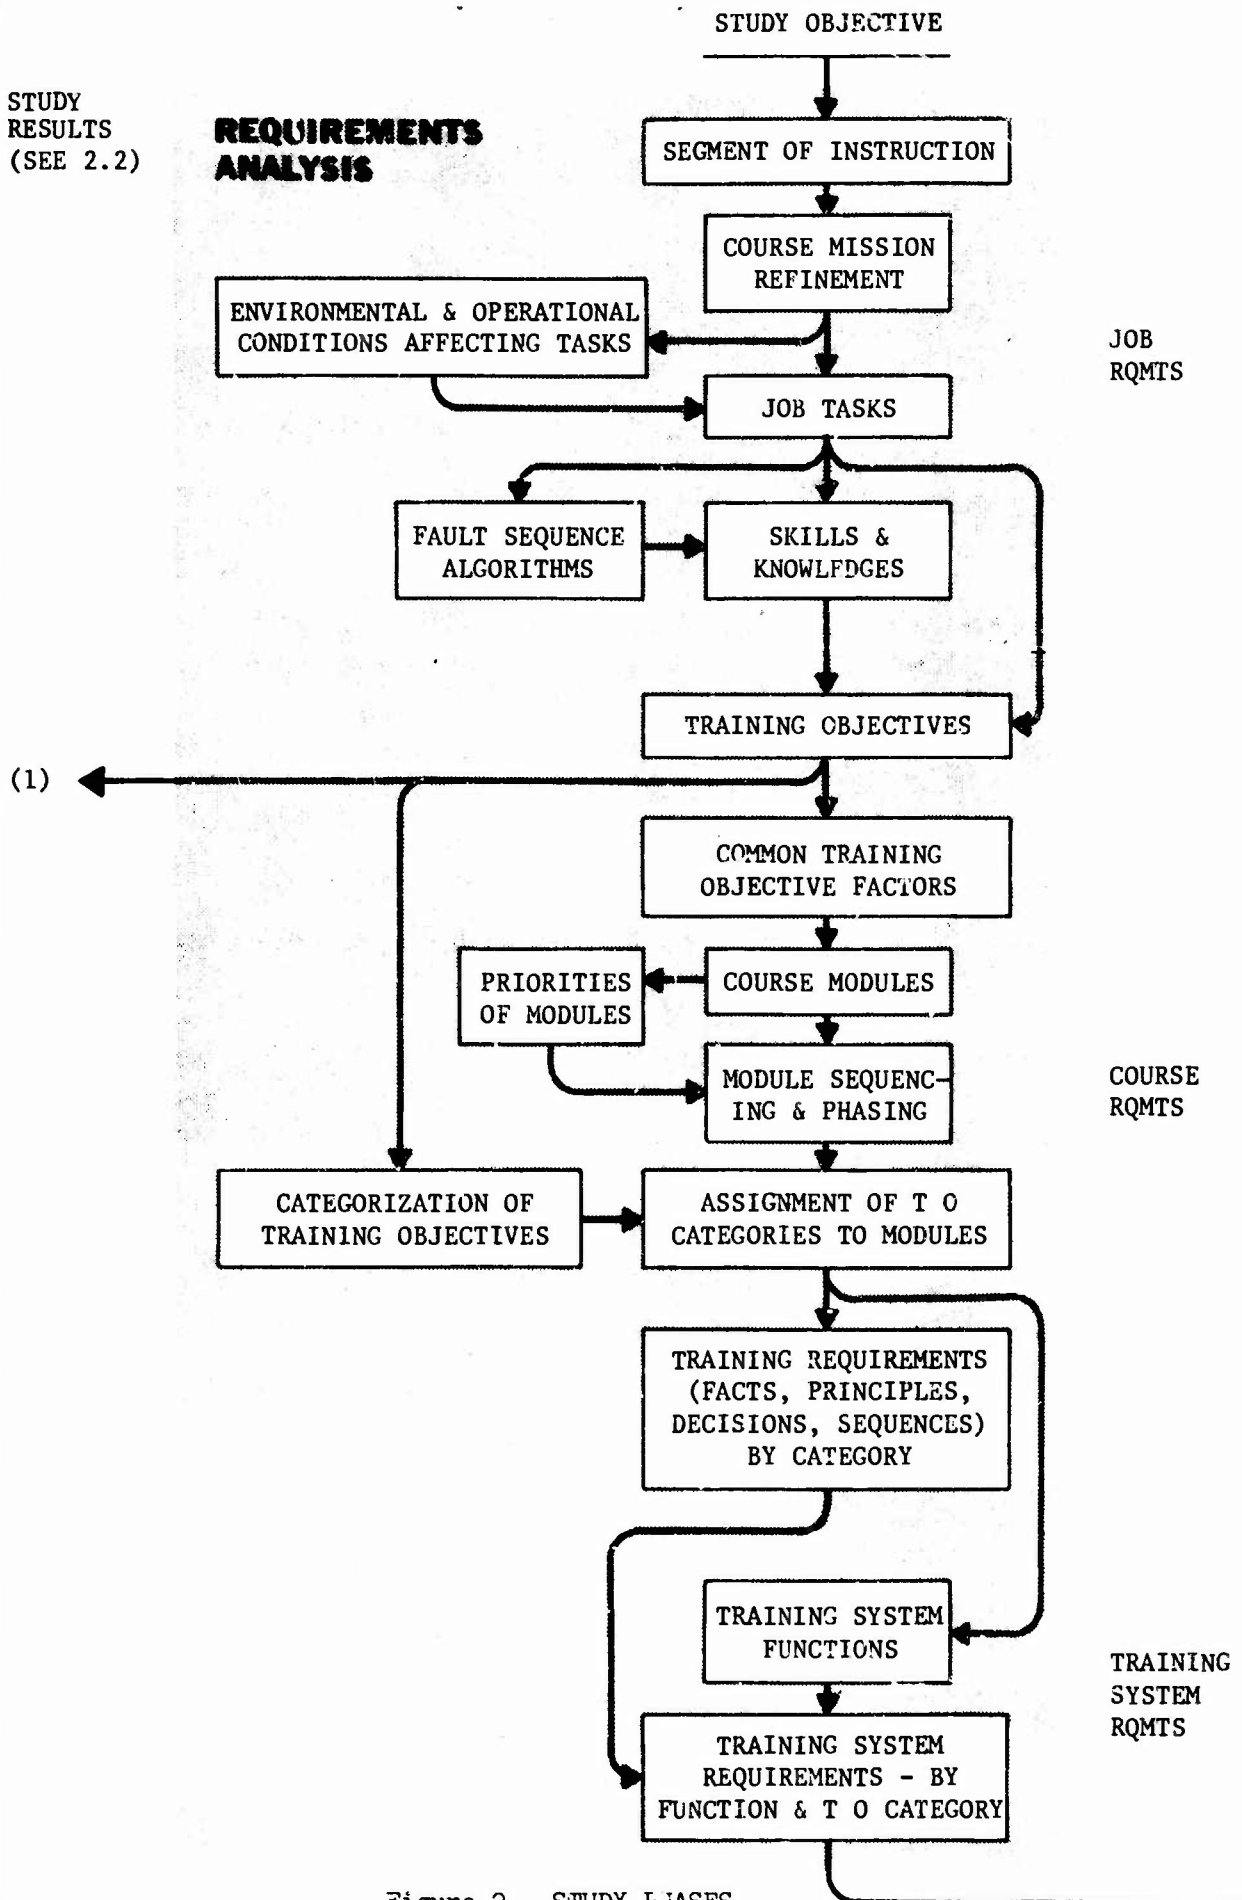 STUDY OBJECTIVE
STUDY
RESULTS
(SEE 2.2)
REQUIREMENTS
ANALYSIS
SEGMENT OF INSTRUCTION
COURSE MISSION
REFINEMENT
ENVIRONMENTAL & OPERATIONAL
CONDITIONS AFFECTING TASKS
JOB
RQMTS
JOB TASKS
FAULT SEQUENCE
ALGORITHMS
SKILLS &
KNOWLEDGES
TRAINING OBJECTIVES
(1)
COMMON TRAINING
OBJECTIVE FACTORS
PRIORITIES
OF MODULES
COURSE MODULES
MODULE SEQUENC-
ING & PHASING
COURSE
RQMTS
CATEGORIZATION OF
TRAINING OBJECTIVES
ASSIGNMENT OF T O
CATEGORIES TO MODULES
TRAINING REQUIREMENTS
(FACTS, PRINCIPLES,
DECISIONS, SEQUENCES)
BY CATEGORY
TRAINING SYSTEM
FUNCTIONS
TRAINING
SYSTEM
RQMTS
TRAINING SYSTEM
REQUIREMENTS - BY
FUNCTION & T O CATEGORY
Figure 2. STUDY PHASES